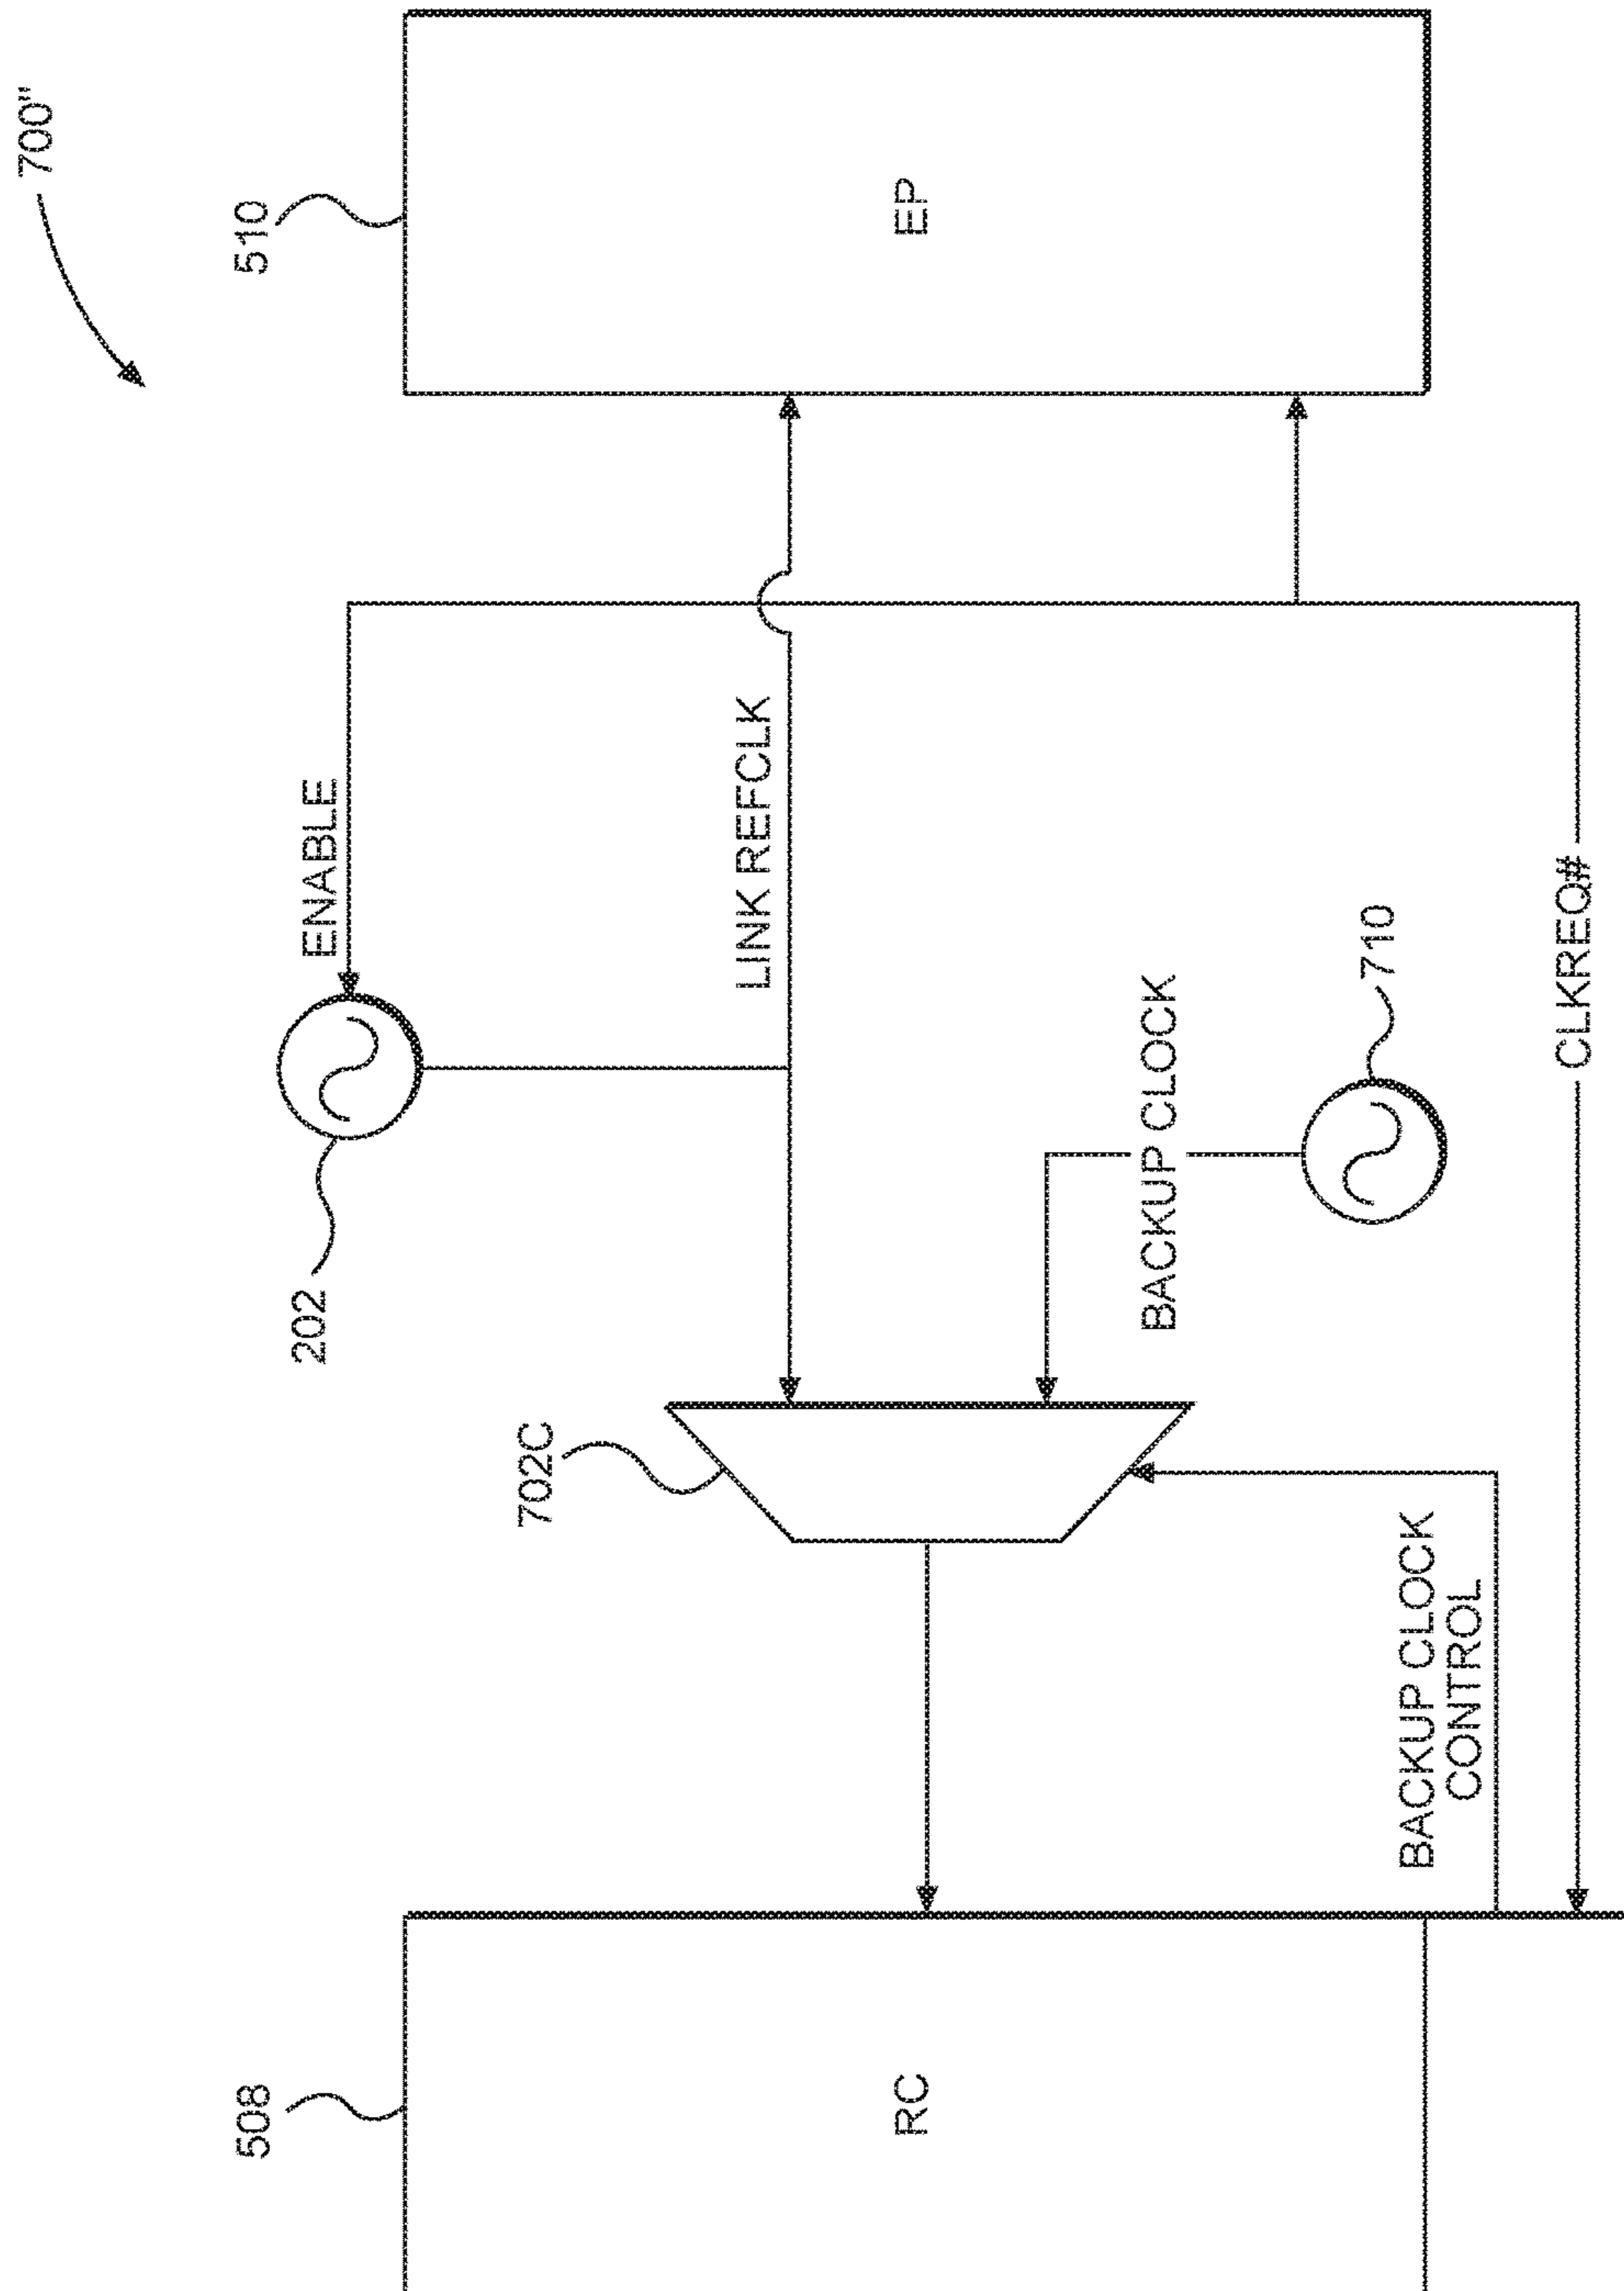 700"
508
RC
202
ENABLE
510
EP
702C
LINK REFCLK
BACKUP CLOCK
710
BACKUP CLOCK
CONTROL
CLKREQ#